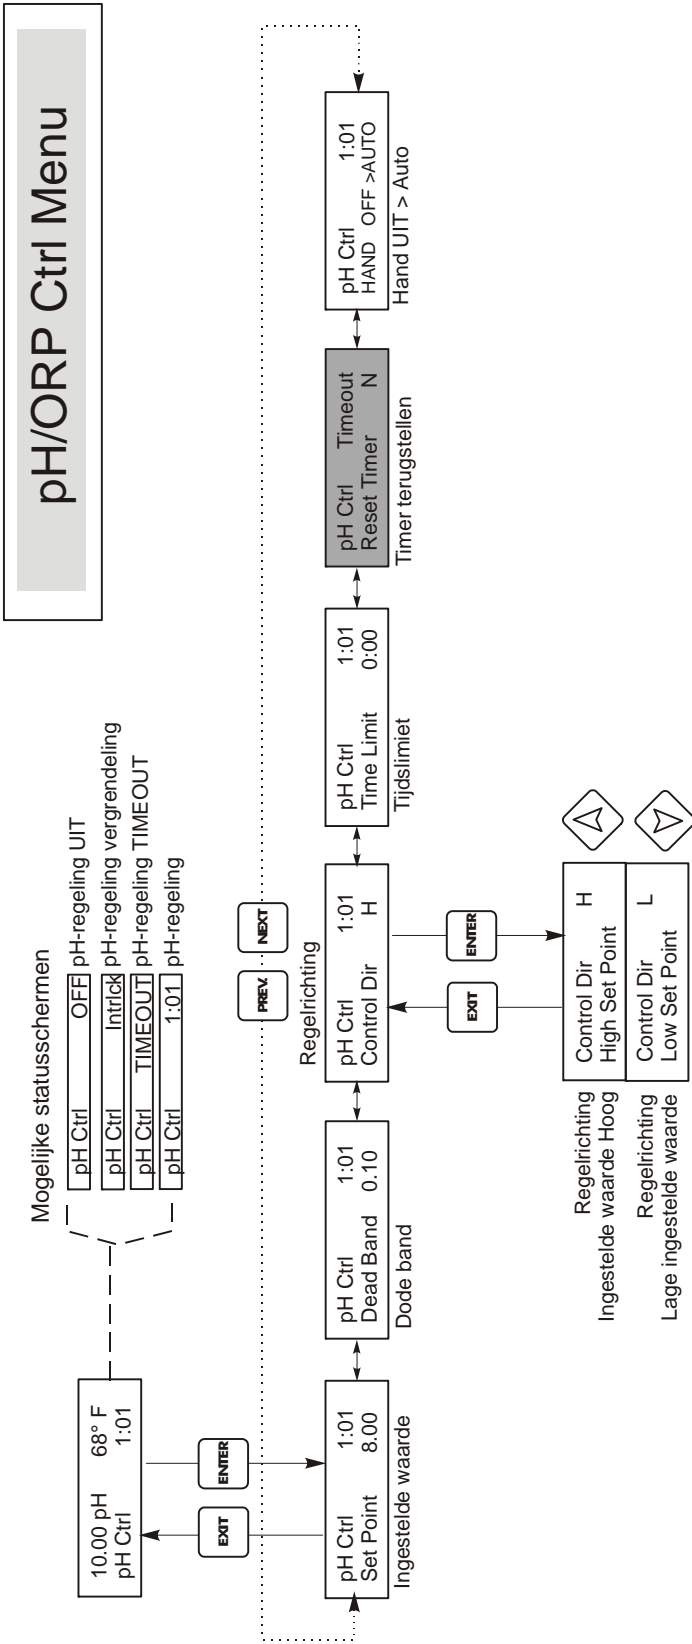 pH/ORP Ctrl Menu
Mogelijke statusschermen
pH Ctrl OFF pH-regeling UIT
pH Ctrl Intrlck pH-regeling vergrendeling
pH Ctrl TIMEOUT pH-regeling TIMEOUT
pH Ctrl 1:01 pH-regeling
10.00 pH 68° F
pH Ctrl 1:01
EXIT ENTER
PREV. NEXT
pH Ctrl 1:01
Set Point 8.00
Ingestelde waarde
pH Ctrl 1:01
Dead Band 0.10
Dode band
Regelrichting
pH Ctrl 1:01
Control Dir H
pH Ctrl 1:01
Time Limit 0:00
Tijdslimiet
pH Ctrl Timeout
Reset Timer N
Timer terugstellen
pH Ctrl 1:01
HAND OFF >AUTO
Hand UIT > Auto
EXIT ENTER
Regelrichting
Ingestelde waarde Hoog
Control Dir H
High Set Point
Regelrichting
Lage ingestelde waarde
Control Dir L
Low Set Point